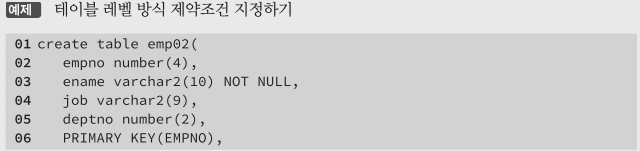 예제 테이블 레벨 방식 제약조건 지정하기
01 create table emp02(
02 empno number(4),
03 ename varchar2(10) NOT NULL,
04 job varchar2(9),
05 deptno number(2),
06 PRIMARY KEY(EMPNO),